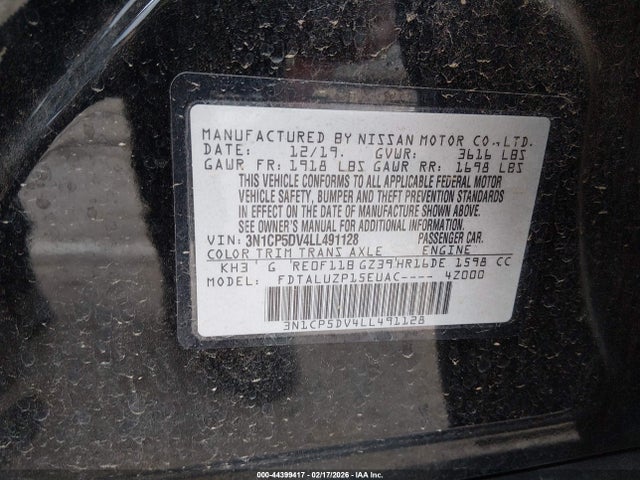 MANUFACTURED BY NISSAN MOTOR CO.,LTD.
DATE: 12/19. GVWR: 3616 LBS
GAWR FR: 1918 LBS GAWR RR: 1698 LBS
THIS VEHICLE CONFORMS TO ALL APPLICABLE FEDERAL MOTOR
VEHICLE SAFETY, BUMPER, AND THEFT PREVENTION STANDARDS
IN EFFECT ON THE DATE OF MANUFACTURE SHOWN ABOVE.
SEE OWNER'S MANUAL FOR ADDITIONAL INFORMATION.
VIN: 3N1CP5DV4LL491128 PASSENGER CAR.
COLOR TRIM TRANS AXLE ENGINE
KH3 G RE0F11B GZ39 HR16DE 1598 CC
MODEL: FDTALUZP15EUAC---- 4Z000
3N1CP5DV4LL491128
000-44399417 - 02/17/2026 - IAA Inc.